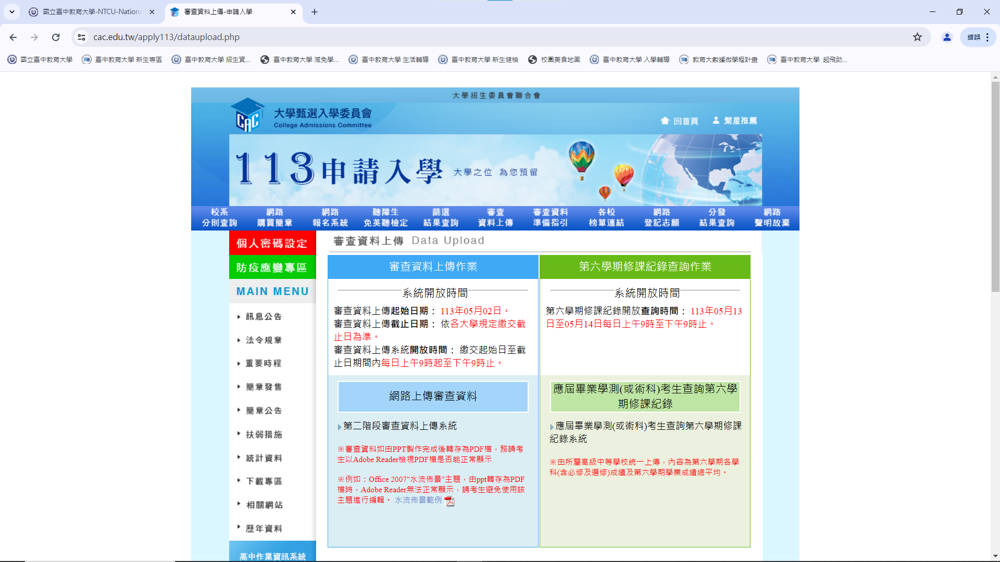 國立臺中教育大學-NTCU-Nationa
審查資料上傳-申請入學
cac.edu.tw/apply113/dataupload.php
錯誤
國立臺中教育大學
臺中教育大學 新生專區
臺中教育大學 招生資...
臺中教育大學 減免學...
臺中教育大學 生活輔導
臺中教育大學 新生健檢
校園美食地圖
臺中教育大學 入學輔導
教育大數據微學程計畫
臺中教育大學 起飛助...
大學招生委員會聯合會
CAC
大學甄選入學委員會
College Admissions Committee
回首頁
繁星推薦
113申請入學
大學之位 為您預留
校系
分則查詢
網路
購買簡章
網路
報名系統
聽障生
免英聽檢定
篩選
結果查詢
審查
資料上傳
審查資料
準備指引
各校
榜單連結
網路
登記志願
分發
結果查詢
網路
聲明放棄
個人密碼設定
防疫應變專區
MAIN MENU
訊息公告
法令規章
重要時程
簡章發售
簡章公告
扶弱措施
統計資料
下載專區
相關網站
歷年資料
高中作業資訊系統
審查資料上傳 Data Upload
審查資料上傳作業
系統開放時間
審查資料上傳起始日期： 113年05月02日。
審查資料上傳截止日期： 依各大學規定繳交截
止日為準。
審查資料上傳系統開放時間： 繳交起始日至截
止日期間內每日上午9時起至下午9時止。
網路上傳審查資料
第二階段審查資料上傳系統
※審查資料如由PPT製作完成後轉存為PDF檔，務請考
生以Adobe Reader檢視PDF檔是否能正常顯示
※例如：Office 2007"水流佈景"主題，由ppt轉存為PDF
檔時，Adobe Reader無法正常顯示，請考生避免使用該
主題進行編輯。 水流佈景範例
第六學期修課紀錄查詢作業
系統開放時間
第六學期修課紀錄開放查詢時間： 113年05月13
日至05月14日每日上午9時至下午9時止。
應屆畢業學測(或術科)考生查詢第六學
期修課紀錄
應屆畢業學測(或術科)考生查詢第六學期修課
紀錄系統
※由所屬高級中等學校統一上傳，內容為第六學期各學
科(含必修及選修)成績及第六學期學業成績總平均。